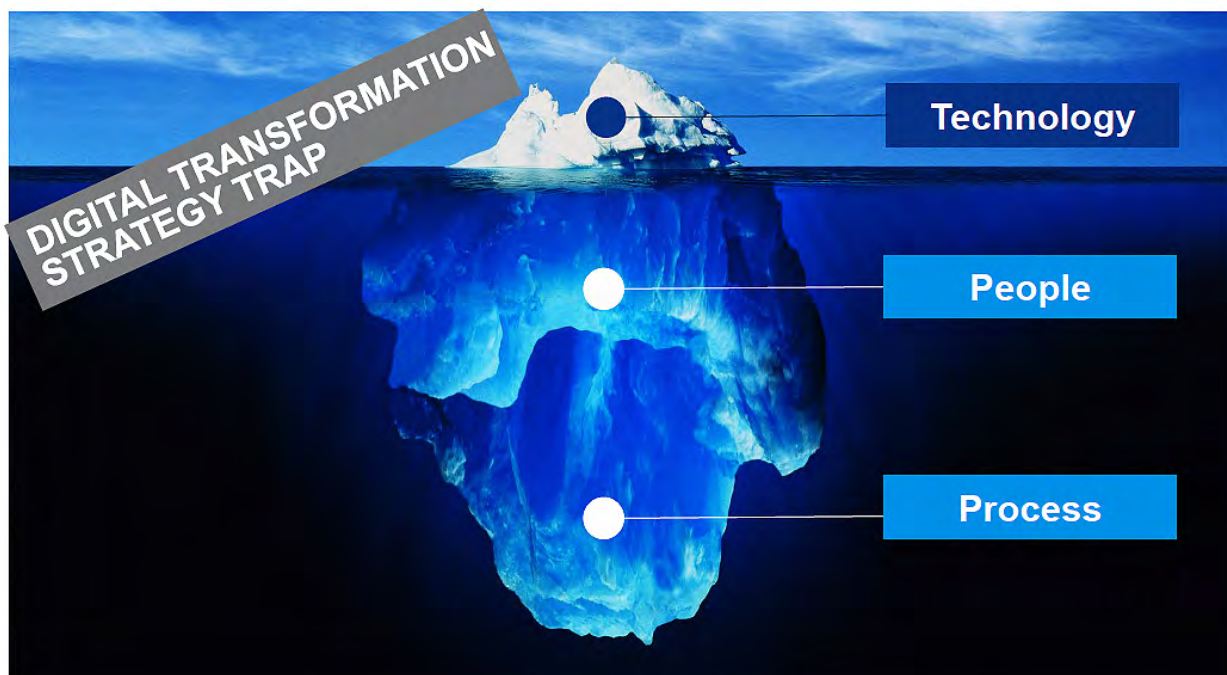 DIGITAL TRANSFORMATION
STRATEGY TRAP
Technology
People
Process